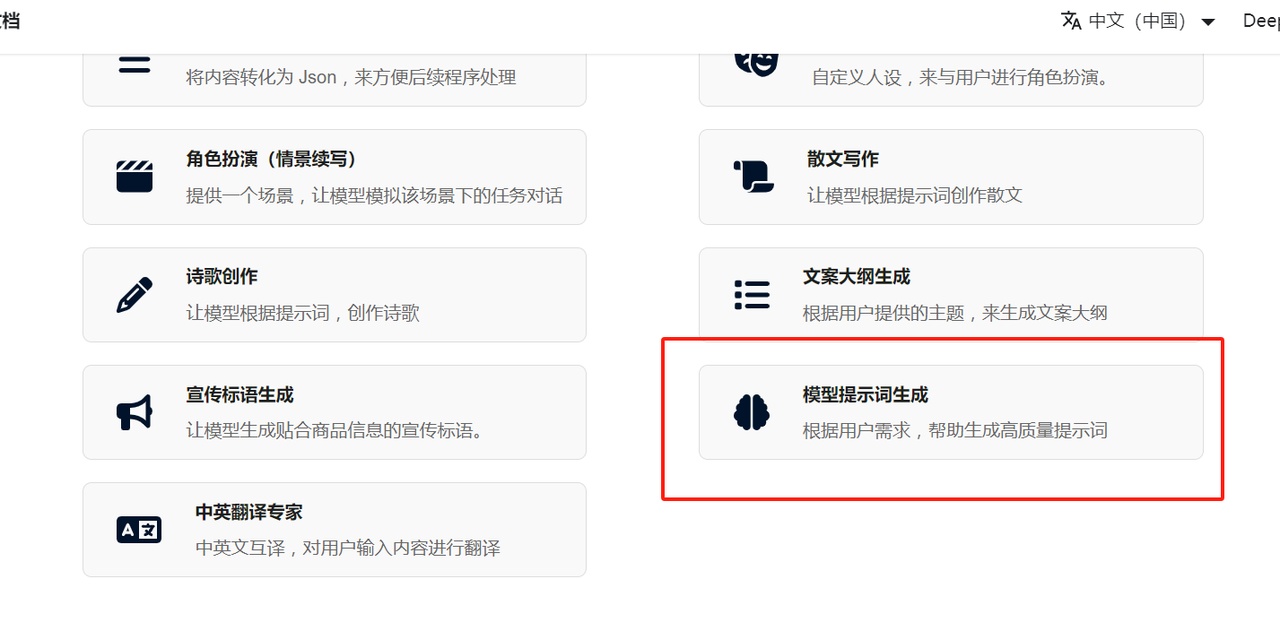 档
中文（中国）
Deep
将内容转化为 Json，来方便后续程序处理
自定义人设，来与用户进行角色扮演。
角色扮演（情景续写）
提供一个场景，让模型模拟该场景下的任务对话
散文写作
让模型根据提示词创作散文
诗歌创作
让模型根据提示词，创作诗歌
文案大纲生成
根据用户提供的主题，来生成文案大纲
宣传标语生成
让模型生成贴合商品信息的宣传标语。
模型提示词生成
根据用户需求，帮助生成高质量提示词
中英翻译专家
中英文互译，对用户输入内容进行翻译